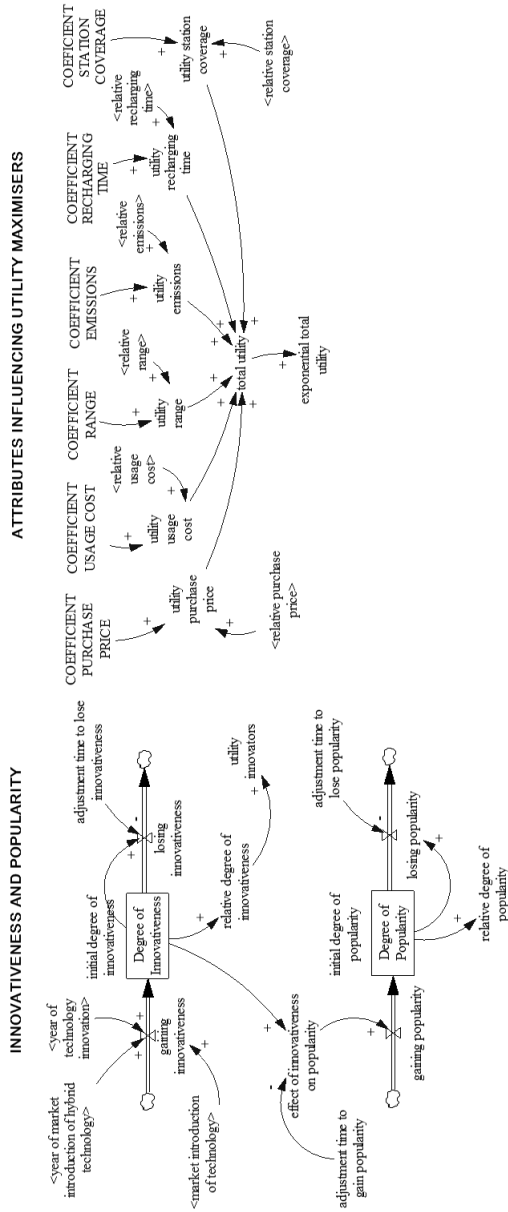 INNOVATIVENESS AND POPULARITY
<year of market
introduction of hybrid
technology>
<year of
technology
innovation>
initial degree of
innovativeness
adjustment time to lose
innovativeness
+
+
+
-
gaining
innovativeness
Degree of
Innovativeness
losing
innovativeness
+
<market introduction
of technology>
+
relative degree of
innovativeness
+
utility
innovators
-
+
effect of innovativeness
on popularity
adjustment time to
gain popularity
initial degree of
popularity
adjustment time to
lose popularity
+
-
gaining popularity
Degree of
Popularity
losing popularity
+
+
relative degree of
popularity
ATTRIBUTES INFLUENCING UTILITY MAXIMISERS
COEFFICIENT
PURCHASE
PRICE
COEFFICIENT
USAGE COST
COEFFICIENT
RANGE
COEFFICIENT
EMISSIONS
COEFFICIENT
RECHARGING
TIME
COEFICIENT
STATION
COVERAGE
<relative
usage
cost>
<relative
range>
<relative
emissions>
<relative
recharging
time>
+
+
+
+
+
+
+
+
+
+
utility
purchase
price
utility
usage
cost
utility
range
utility
emissions
utility
recharging
time
utility station
coverage
+
+
<relative purchase
price>
<relative station
coverage>
+
+
+
+
total utility
+
+
+
exponential total
utility